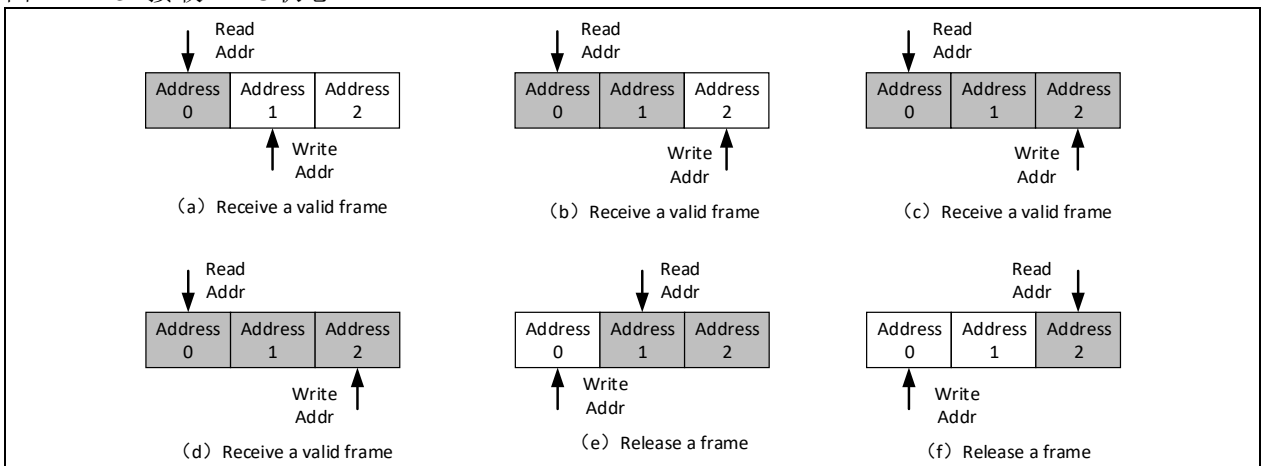 Read
Addr
Address 0
Address 1
Address 2
Write
Addr
(a) Receive a valid frame
Read
Addr
Address 0
Address 1
Address 2
Write
Addr
(b) Receive a valid frame
Read
Addr
Address 0
Address 1
Address 2
Write
Addr
(c) Receive a valid frame
Read
Addr
Address 0
Address 1
Address 2
Write
Addr
(d) Receive a valid frame
Read
Addr
Address 0
Address 1
Address 2
Write
Addr
(e) Release a frame
Read
Addr
Address 0
Address 1
Address 2
Write
Addr
(f) Release a frame